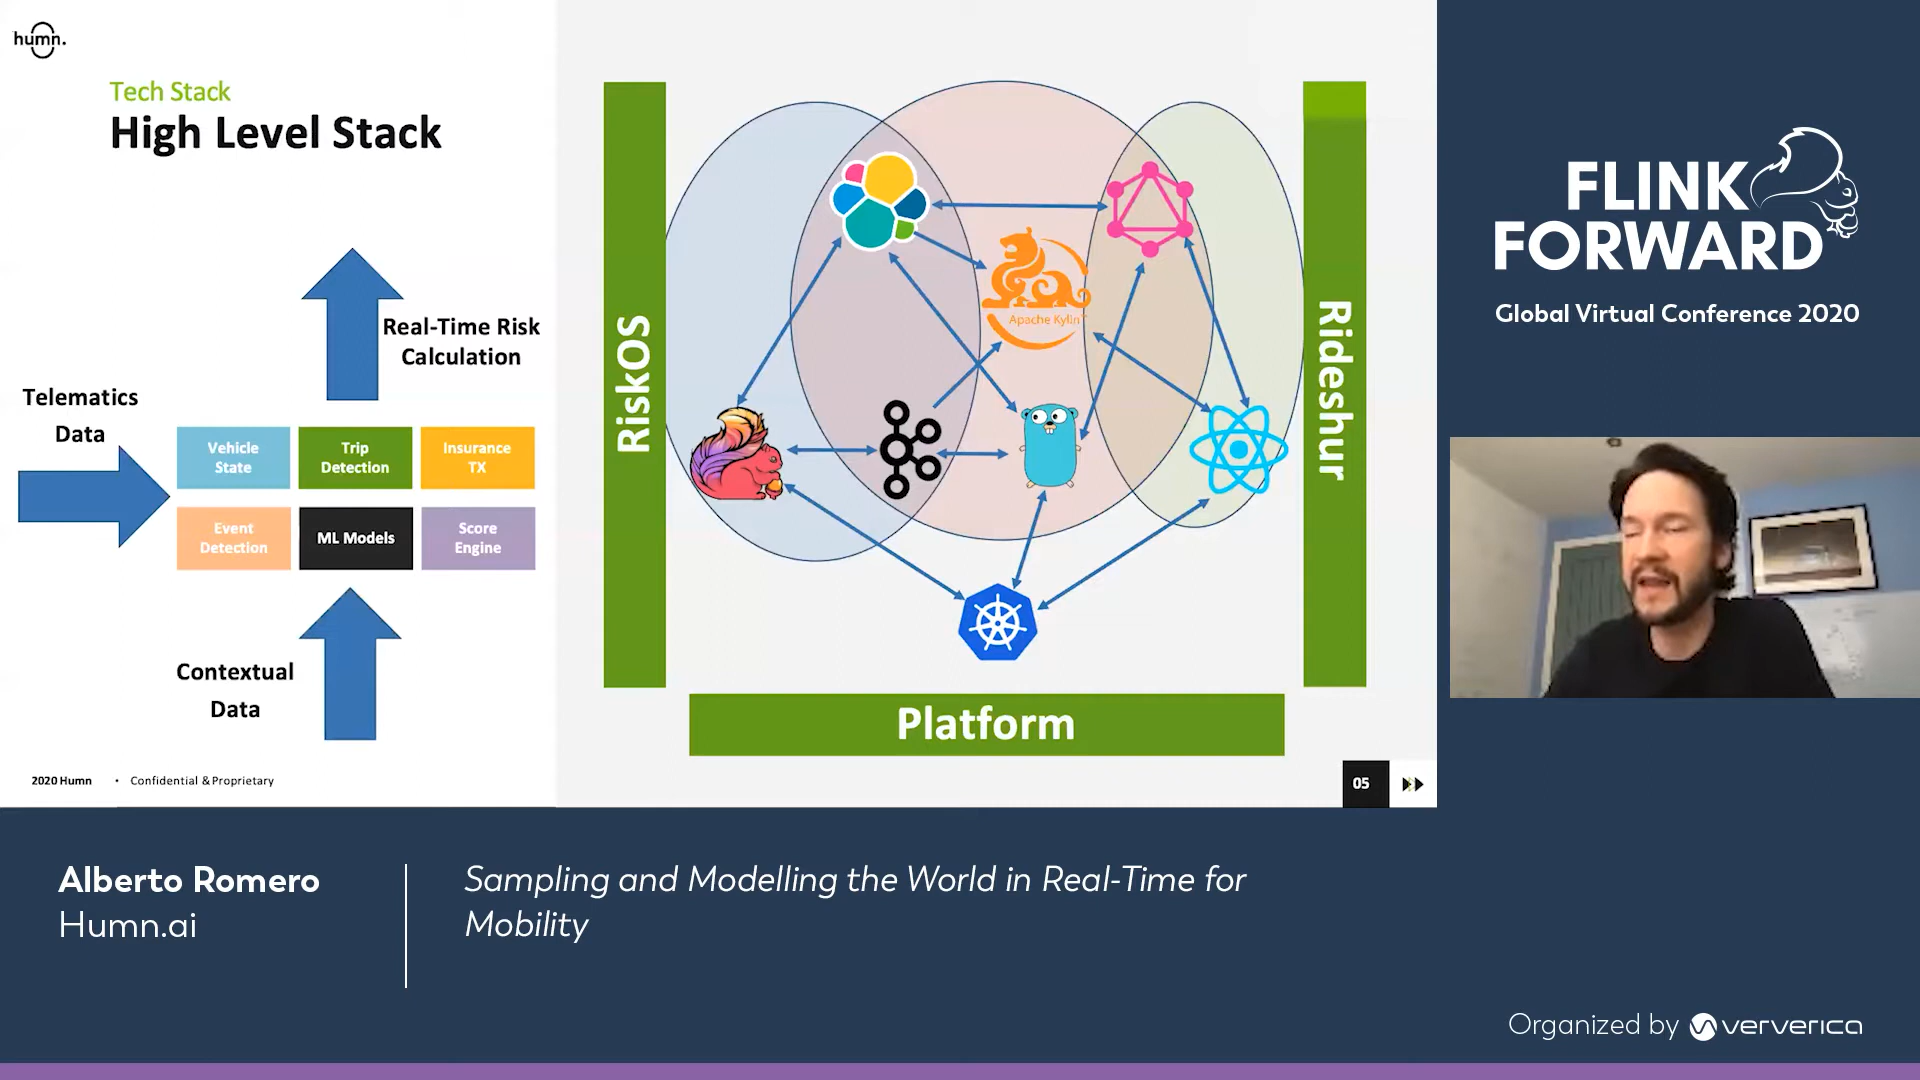 humn.
Tech Stack
High Level Stack
Real-Time Risk
Calculation
Telematics
Data
Vehicle
State
Trip
Detection
Insurance
TX
Event
Detection
ML Models
Score
Engine
Contextual
Data
2020 Humn • Confidential & Proprietary
RiskOS
Apache Kylin™
Rideshur
Platform
05
FLINK
FORWARD
Global Virtual Conference 2020
Alberto Romero
Humn.ai
Sampling and Modelling the World in Real-Time for
Mobility
Organized by ververica